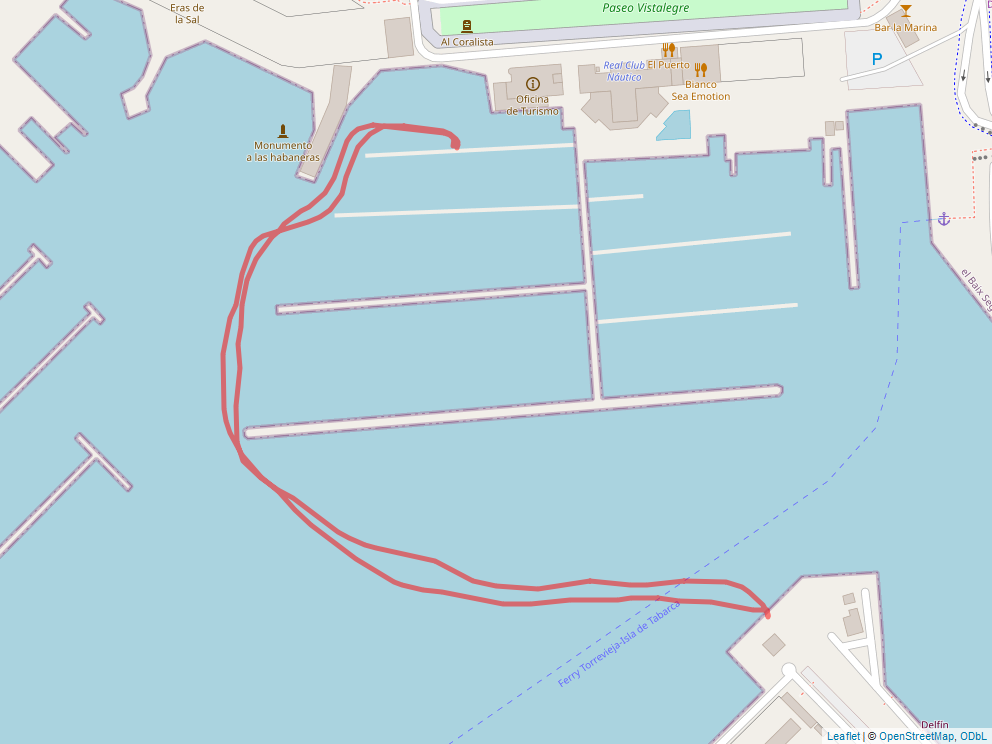 Eras de
la Sal
Paseo Vistalegre
Al Coralista
Bar la Marina
P
Real Club
Náutico
El Puerto
Bianco
Sea Emotion
Oficina
de Turismo
Monumento
a las habaneras
el Baix Seg
Ferry Torrevieja-Isla de Tabarca
Delfín
Leaflet | © OpenStreetMap, ODbL